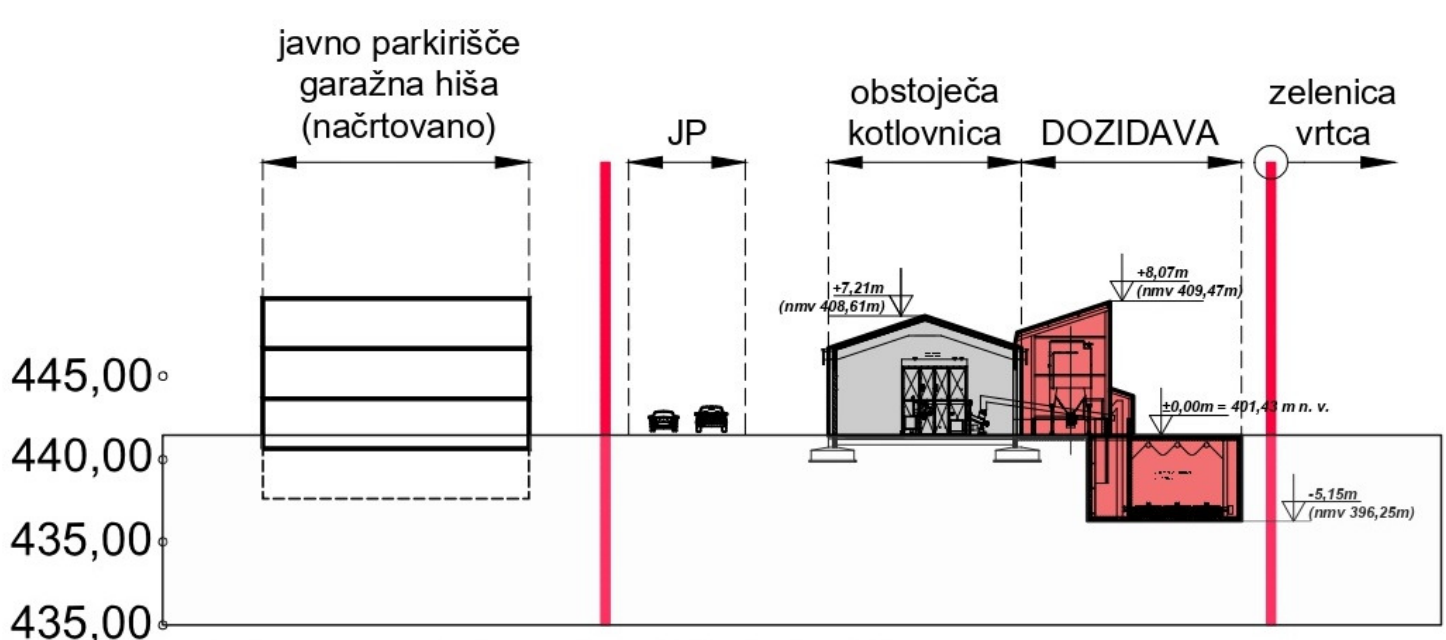 javno parkirišče
garažna hiša
(načrtovano)
JP
obstoječa
kotlovnica
DOZIDAVA
zelenica
vrtca
+7,21m
(nmv 408,61m)
+8,07m
(nmv 409,47m)
±0,00m = 401,43 m n. v.
-5,15m
(nmv 396,25m)
445,00
440,00
435,00
435,00